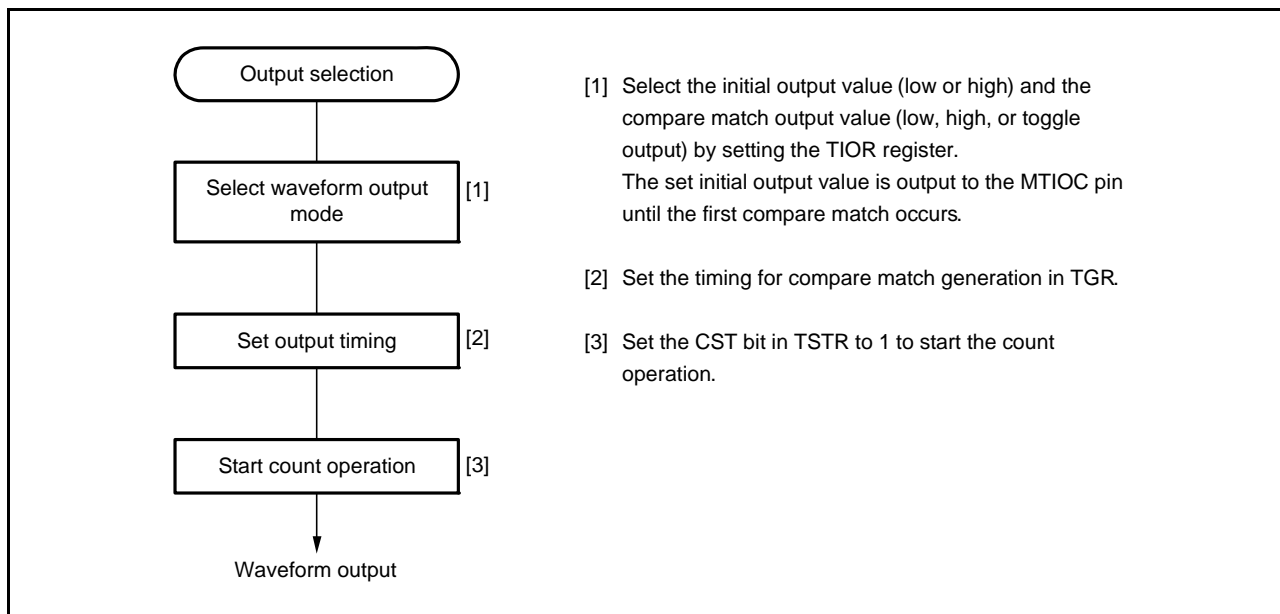 Output selection
Select waveform output
mode
[1]
Set output timing
[2]
Start count operation
[3]
Waveform output
[1] Select the initial output value (low or high) and the
compare match output value (low, high, or toggle
output) by setting the TIOR register.
The set initial output value is output to the MTIOC pin
until the first compare match occurs.
[2] Set the timing for compare match generation in TGR.
[3] Set the CST bit in TSTR to 1 to start the count
operation.